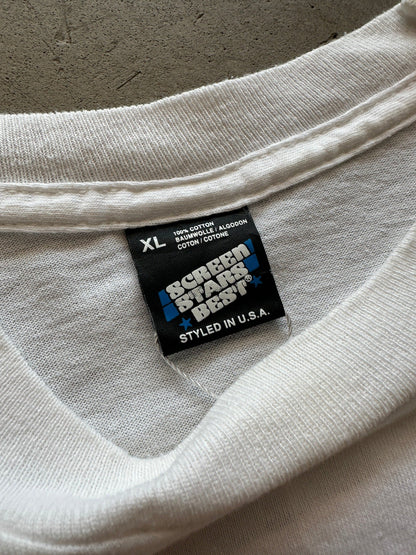 XL
100% COTTON
BAUMWOLLE / ALGODON
COTON / COTONE
SCREEN
STARS
BEST®
STYLED IN U.S.A.